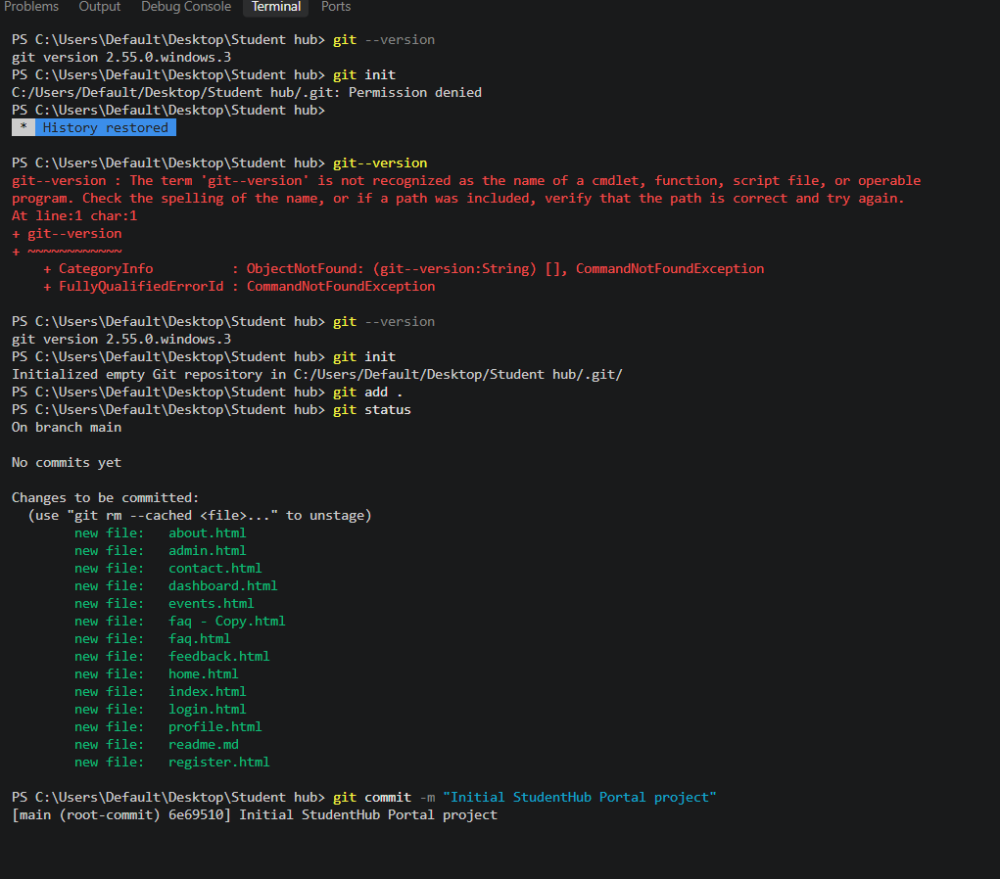 Problems Output Debug Console Terminal Ports
PS C:\Users\Default\Desktop\Student hub> git --version
git version 2.55.0.windows.3
PS C:\Users\Default\Desktop\Student hub> git init
C:/Users/Default/Desktop/Student hub/.git: Permission denied
PS C:\Users\Default\Desktop\Student hub>
* History restored
PS C:\Users\Default\Desktop\Student hub> git--version
git--version : The term 'git--version' is not recognized as the name of a cmdlet, function, script file, or operable
program. Check the spelling of the name, or if a path was included, verify that the path is correct and try again.
At line:1 char:1
+ git--version
+ ~~~~~~~~~~~~
+ CategoryInfo : ObjectNotFound: (git--version:String) [], CommandNotFoundException
+ FullyQualifiedErrorId : CommandNotFoundException
PS C:\Users\Default\Desktop\Student hub> git --version
git version 2.55.0.windows.3
PS C:\Users\Default\Desktop\Student hub> git init
Initialized empty Git repository in C:/Users/Default/Desktop/Student hub/.git/
PS C:\Users\Default\Desktop\Student hub> git add .
PS C:\Users\Default\Desktop\Student hub> git status
On branch main
No commits yet
Changes to be committed:
(use "git rm --cached <file>..." to unstage)
new file: about.html
new file: admin.html
new file: contact.html
new file: dashboard.html
new file: events.html
new file: faq - Copy.html
new file: faq.html
new file: feedback.html
new file: home.html
new file: index.html
new file: login.html
new file: profile.html
new file: readme.md
new file: register.html
PS C:\Users\Default\Desktop\Student hub> git commit -m "Initial StudentHub Portal project"
[main (root-commit) 6e69510] Initial StudentHub Portal project